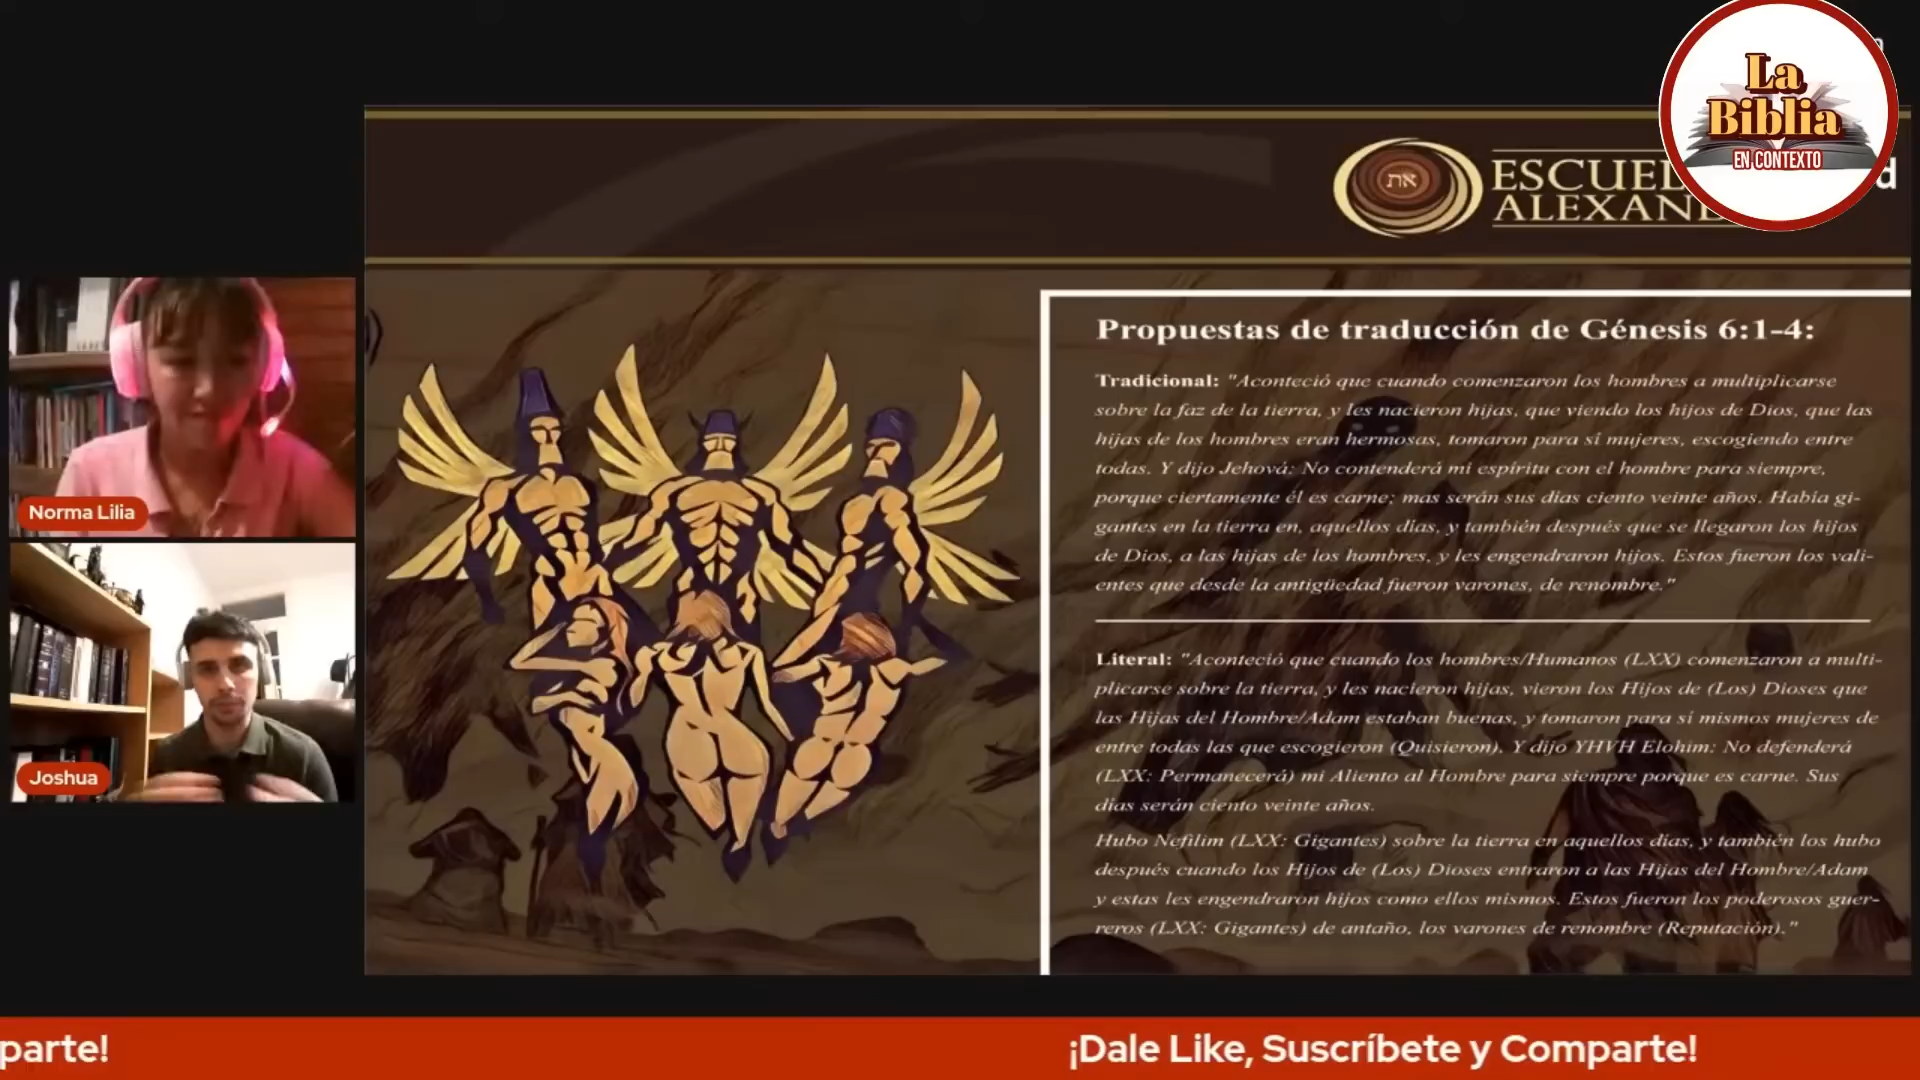 La
Biblia
EN CONTEXTO
את
ESCUEL
ALEXAN
d
Propuestas de traducción de Génesis 6:1-4:
Tradicional: "Aconteció que cuando comenzaron los hombres a multiplicarse
sobre la faz de la tierra, y les nacieron hijas, que viendo los hijos de Dios, que las
hijas de los hombres eran hermosas, tomaron para sí mujeres, escogiendo entre
todas. Y dijo Jehová: No contenderá mi espíritu con el hombre para siempre,
porque ciertamente él es carne; mas serán sus días ciento veinte años. Había gi-
gantes en la tierra en, aquellos días, y también después que se llegaron los hijos
de Dios, a las hijas de los hombres, y les engendraron hijos. Estos fueron los vali-
entes que desde la antigüedad fueron varones, de renombre."
Literal: "Aconteció que cuando los hombres/Humanos (LXX) comenzaron a multi-
plicarse sobre la tierra, y les nacieron hijas, vieron los Hijos de (Los) Dioses que
las Hijas del Hombre/Adam estaban buenas, y tomaron para sí mismos mujeres de
entre todas las que escogieron (Quisieron). Y dijo YHVH Elohim: No defenderá
(LXX: Permanecerá) mi Aliento al Hombre para siempre porque es carne. Sus
días serán ciento veinte años.
Hubo Nefilim (LXX: Gigantes) sobre la tierra en aquellos días, y también los hubo
después cuando los Hijos de (Los) Dioses entraron a las Hijas del Hombre/Adam
y estas les engendraron hijos como ellos mismos. Estos fueron los poderosos guer-
reros (LXX: Gigantes) de antaño, los varones de renombre (Reputación)."
Norma Lilia
Joshua
parte!
¡Dale Like, Suscríbete y Comparte!